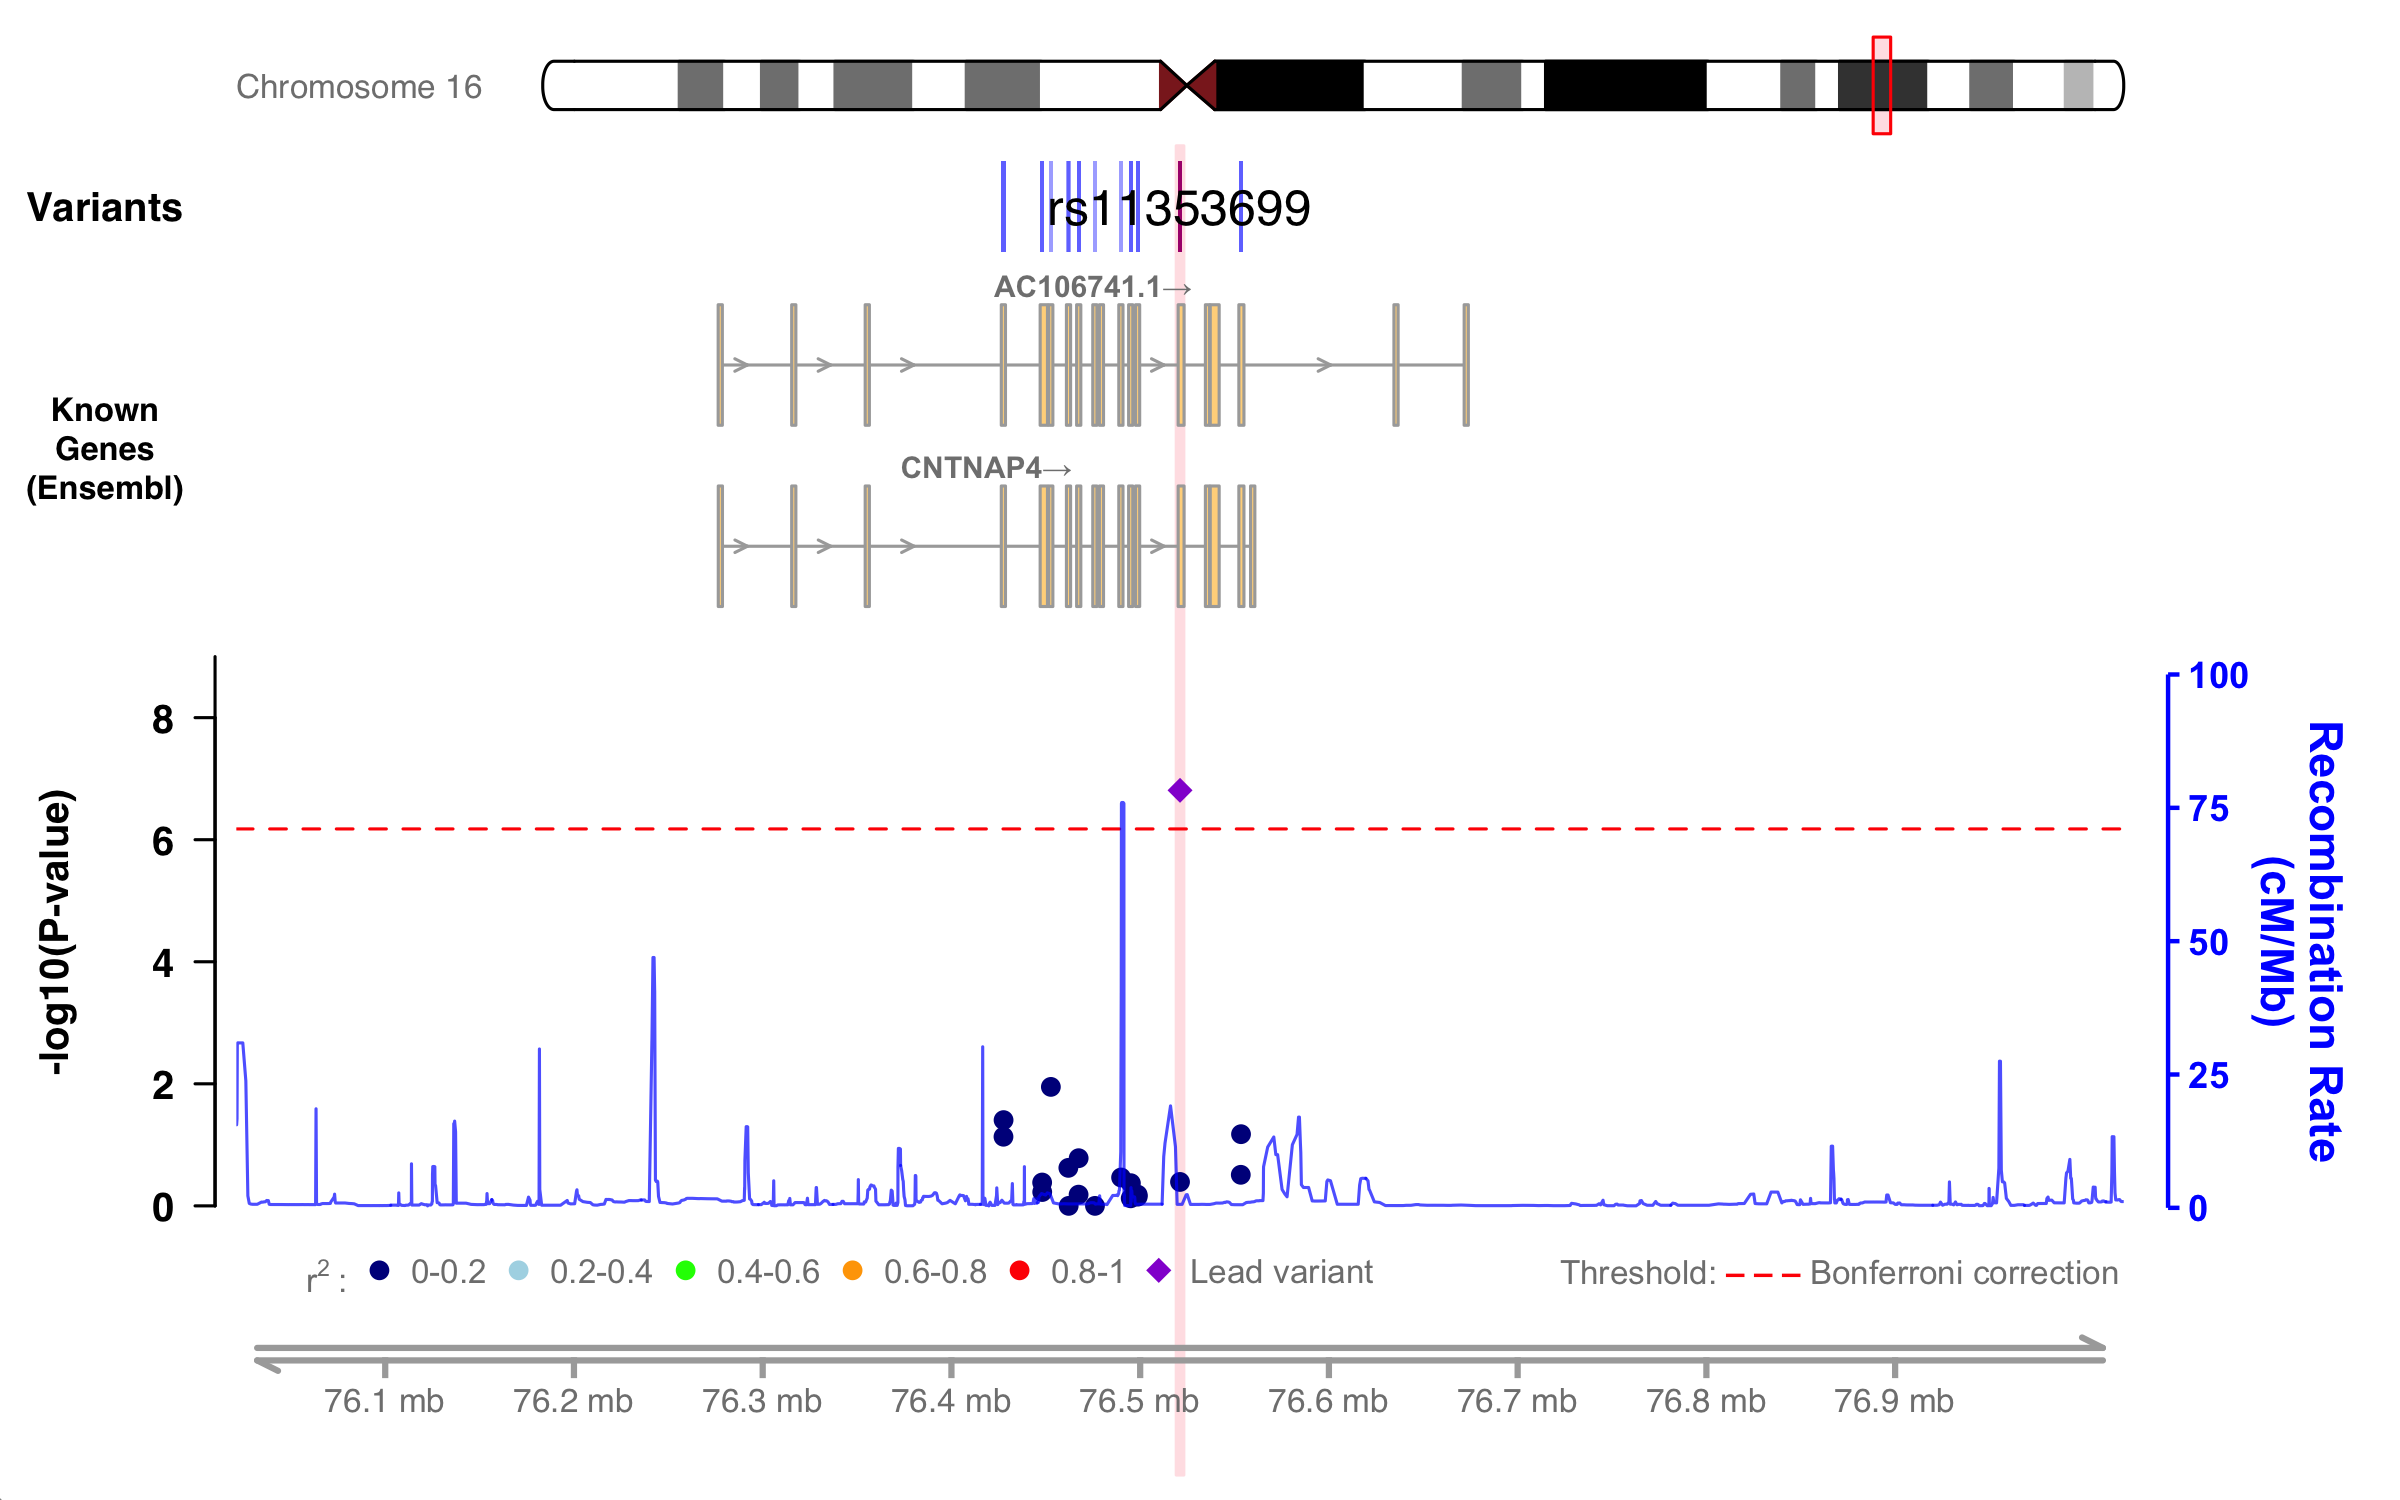 Chromosome 16
Variants
rs11353699
AC106741.1→
Known
Genes
(Ensembl)
CNTNAP4→
-log10(P-value)
8
6
4
2
0
100
75
50
25
0
Recombination Rate
(cM/Mb)
r² : 0-0.2 0.2-0.4 0.4-0.6 0.6-0.8 0.8-1 Lead variant Threshold: Bonferroni correction
76.1 mb 76.2 mb 76.3 mb 76.4 mb 76.5 mb 76.6 mb 76.7 mb 76.8 mb 76.9 mb